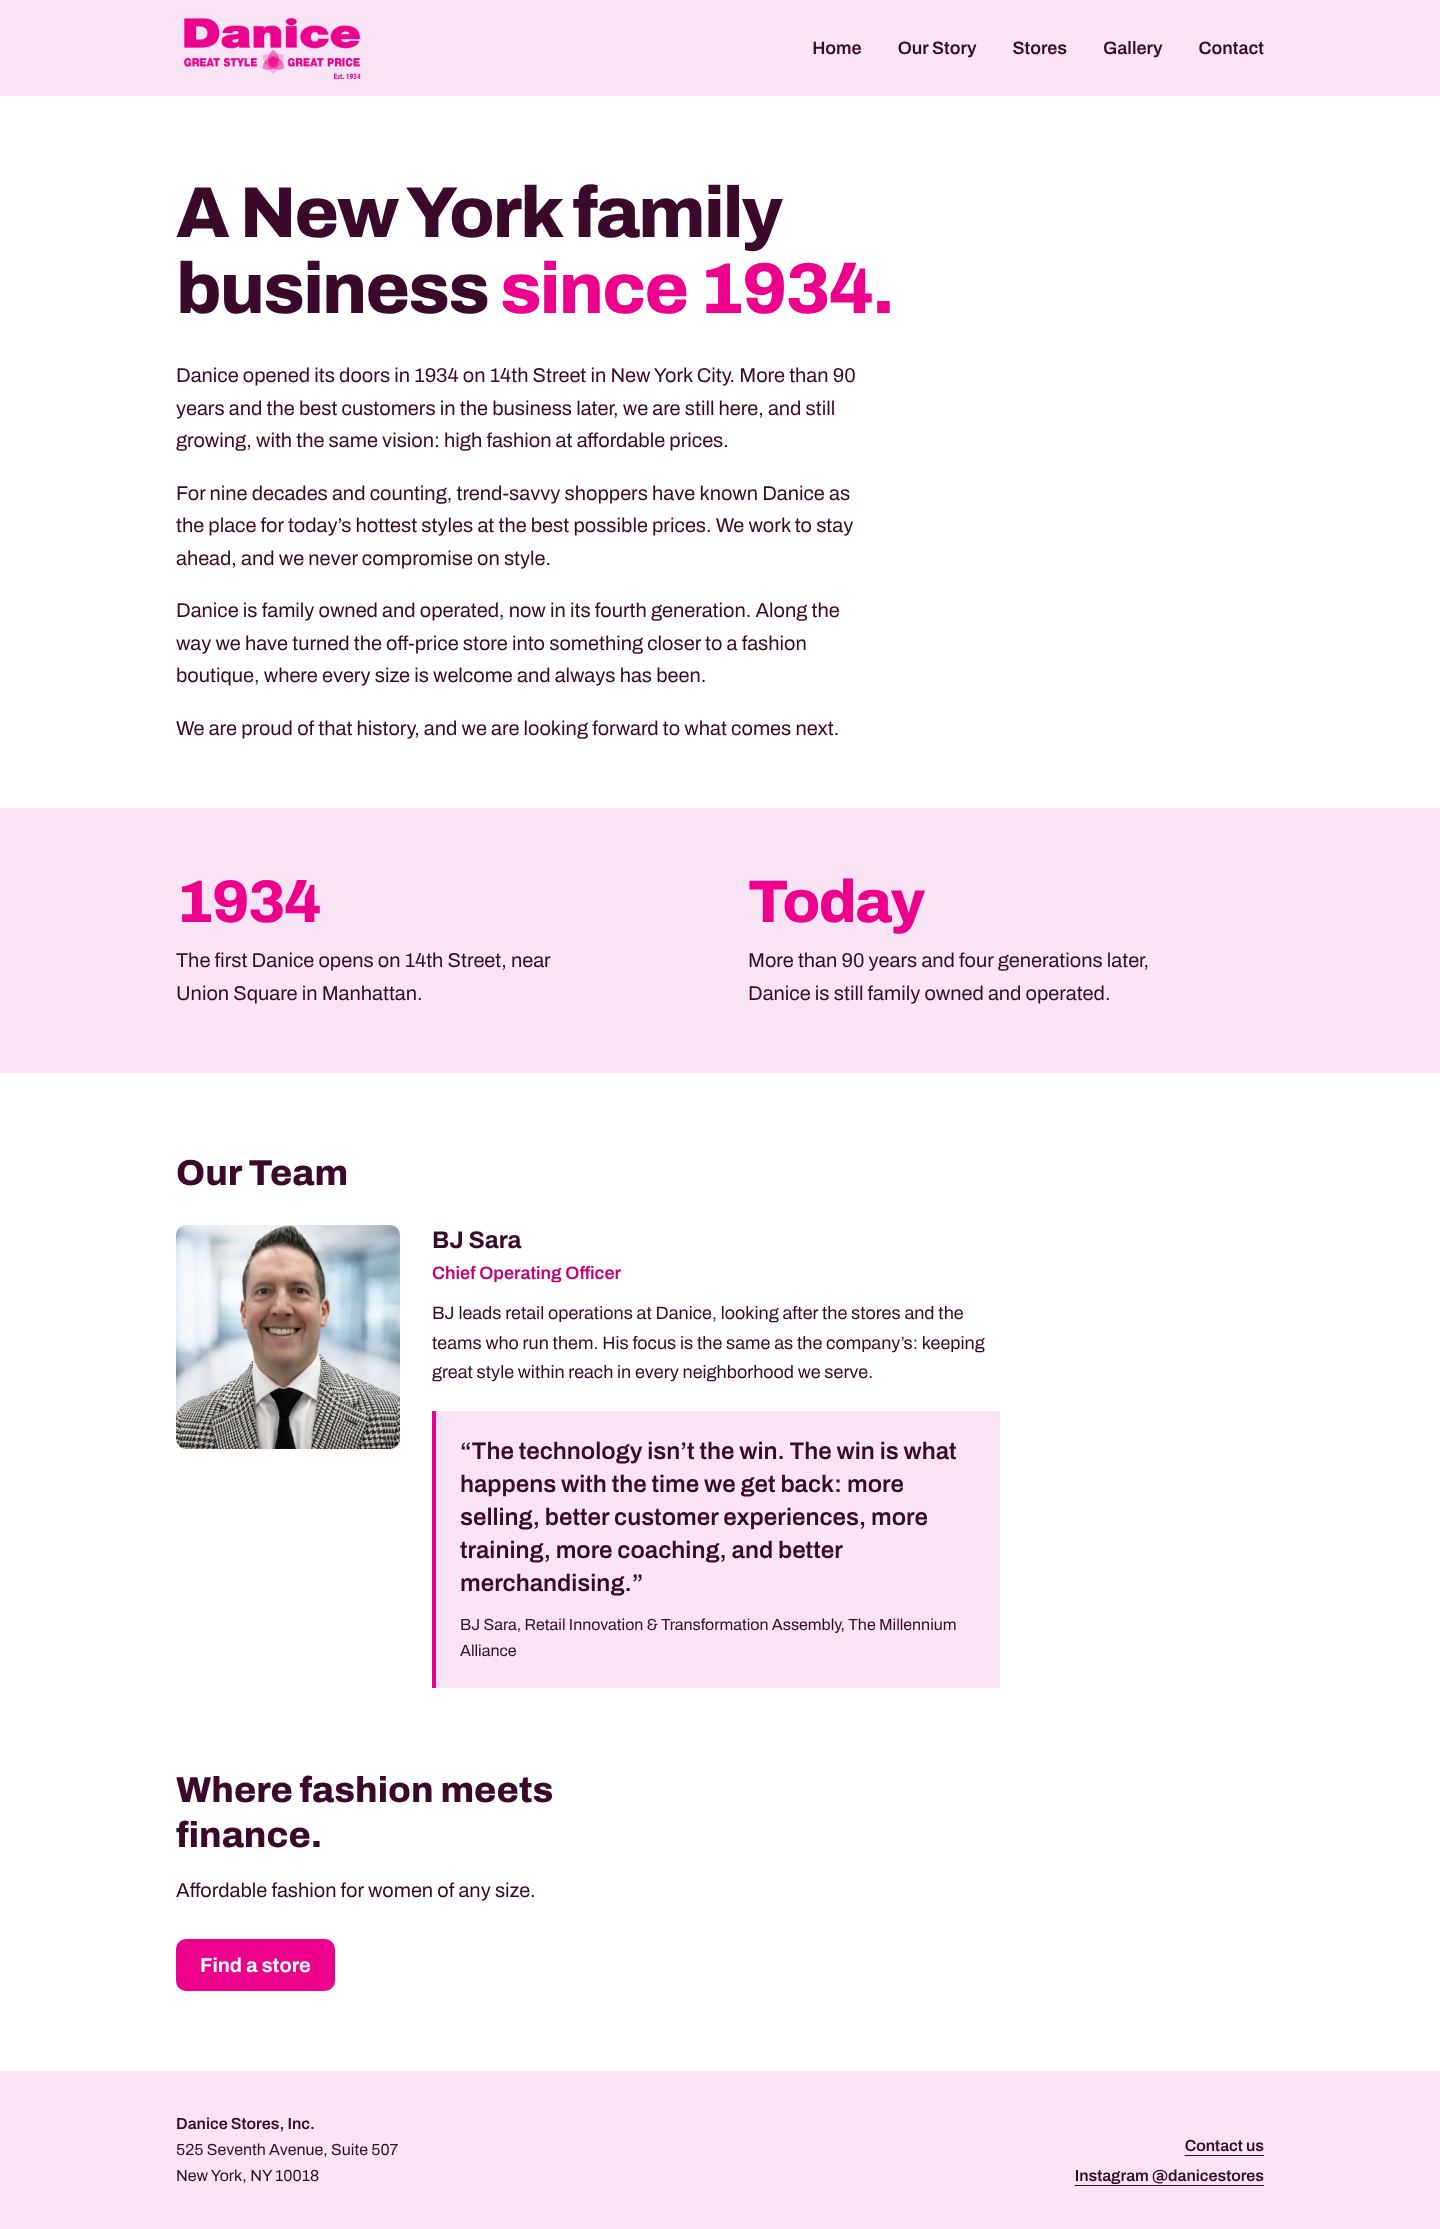 Danice
GREAT STYLE GREAT PRICE
Est. 1934
Home Our Story Stores Gallery Contact
A New York family
business since 1934.
Danice opened its doors in 1934 on 14th Street in New York City. More than 90
years and the best customers in the business later, we are still here, and still
growing, with the same vision: high fashion at affordable prices.
For nine decades and counting, trend-savvy shoppers have known Danice as
the place for today’s hottest styles at the best possible prices. We work to stay
ahead, and we never compromise on style.
Danice is family owned and operated, now in its fourth generation. Along the
way we have turned the off-price store into something closer to a fashion
boutique, where every size is welcome and always has been.
We are proud of that history, and we are looking forward to what comes next.
1934
The first Danice opens on 14th Street, near
Union Square in Manhattan.
Today
More than 90 years and four generations later,
Danice is still family owned and operated.
Our Team
BJ Sara
Chief Operating Officer
BJ leads retail operations at Danice, looking after the stores and the
teams who run them. His focus is the same as the company’s: keeping
great style within reach in every neighborhood we serve.
“The technology isn’t the win. The win is what
happens with the time we get back: more
selling, better customer experiences, more
training, more coaching, and better
merchandising.”
BJ Sara, Retail Innovation & Transformation Assembly, The Millennium
Alliance
Where fashion meets
finance.
Affordable fashion for women of any size.
Find a store
Danice Stores, Inc.
525 Seventh Avenue, Suite 507
New York, NY 10018
Contact us
Instagram @danicestores